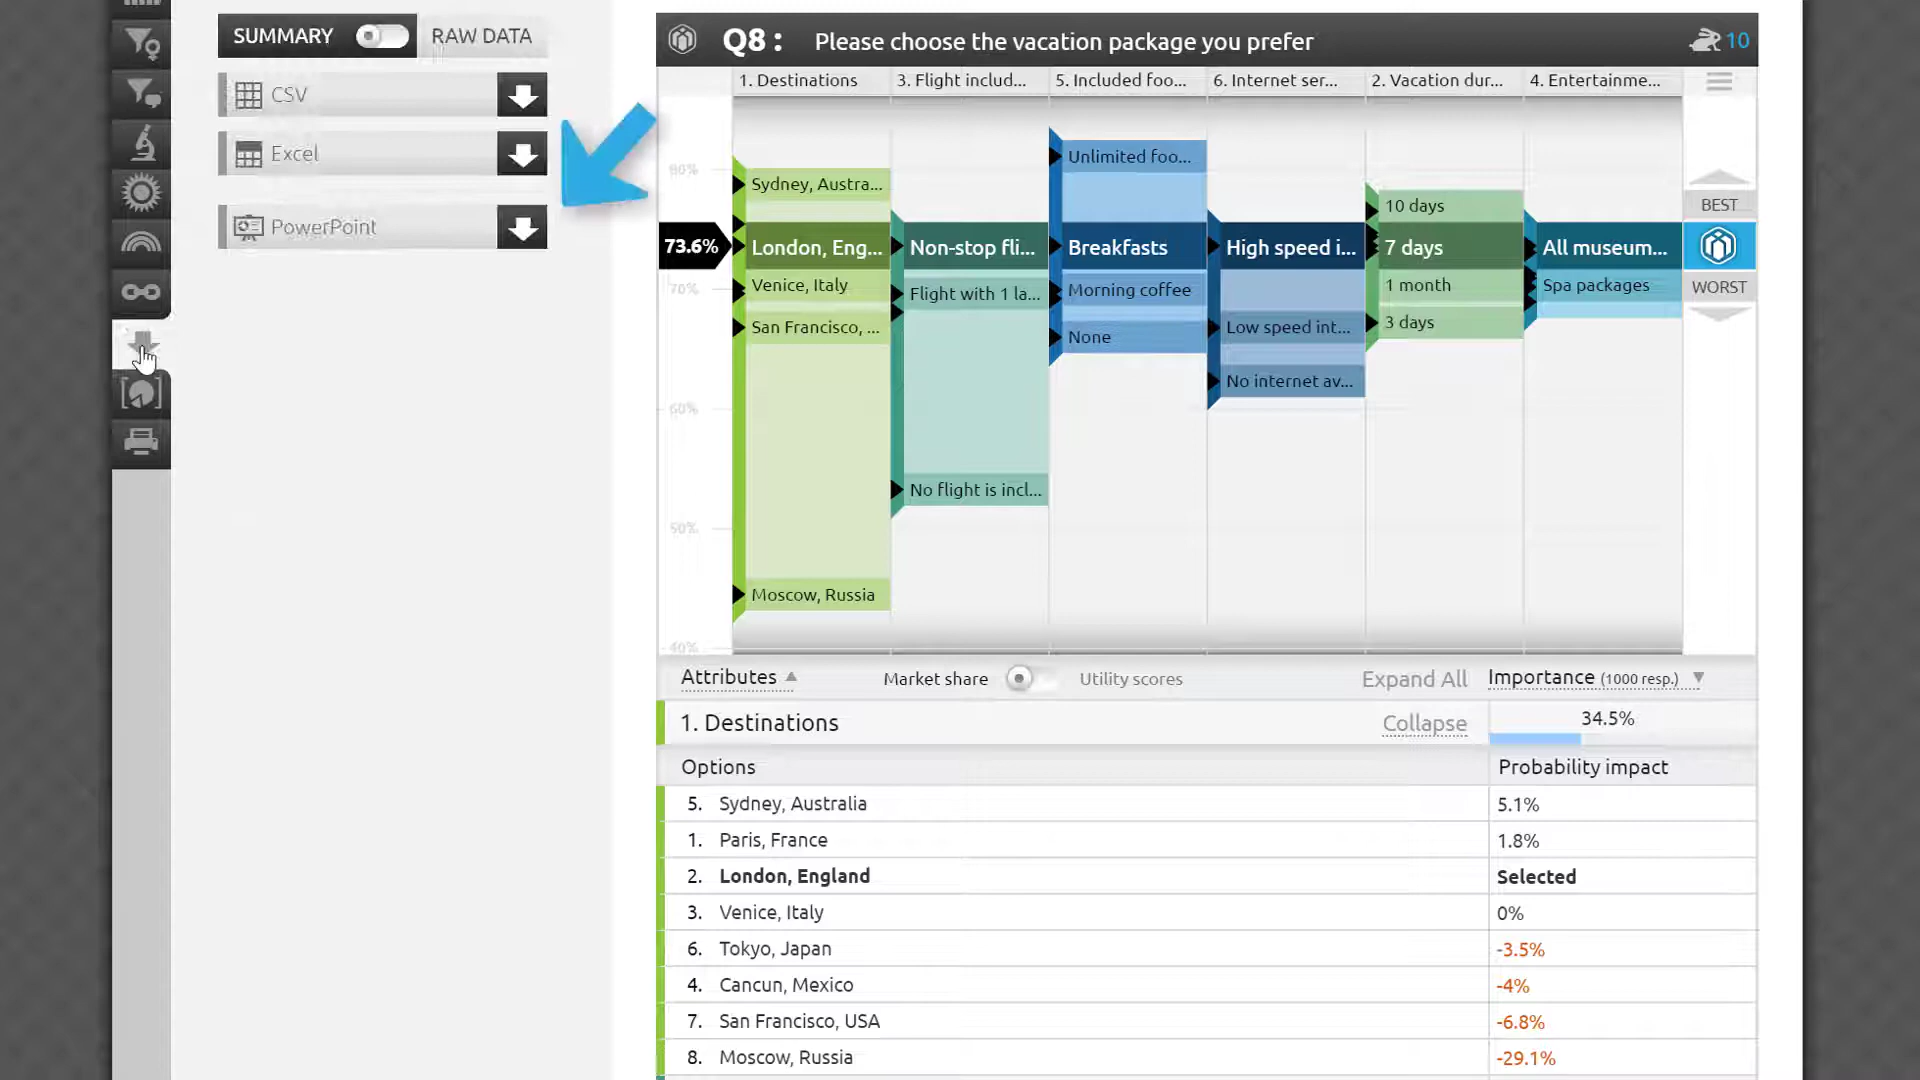 SUMMARY
RAW DATA
CSV
Excel
PowerPoint
Q8 : Please choose the vacation package you prefer
10
1. Destinations
3. Flight includ...
5. Included foo...
6. Internet ser...
2. Vacation dur...
4. Entertainme...
80%
73.6%
70%
60%
50%
40%
Sydney, Austra...
London, Eng...
Venice, Italy
San Francisco, ...
Moscow, Russia
Non-stop fli...
Flight with 1 la...
No flight is incl...
Unlimited foo...
Breakfasts
Morning coffee
None
High speed i...
Low speed int...
No internet av...
10 days
7 days
1 month
3 days
All museum...
Spa packages
BEST
WORST
Attributes
Market share
Utility scores
Expand All
Importance (1000 resp.)
1. Destinations
Collapse
34.5%
Options
Probability impact
5. Sydney, Australia
5.1%
1. Paris, France
1.8%
2. London, England
Selected
3. Venice, Italy
0%
6. Tokyo, Japan
-3.5%
4. Cancun, Mexico
-4%
7. San Francisco, USA
-6.8%
8. Moscow, Russia
-29.1%